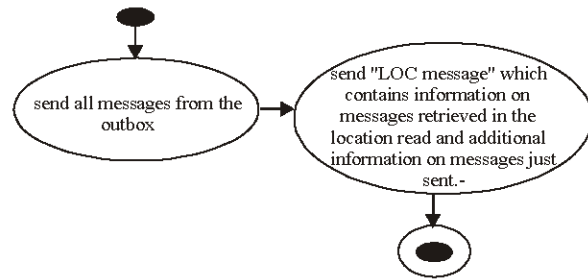 send all messages from the
outbox
send "LOC message" which
contains information on
messages retrieved in the
location read and additional
information on messages just
sent.-